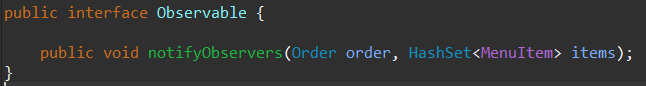 public interface Observable {
public void notifyObservers(Order order, HashSet<MenuItem> items);
}